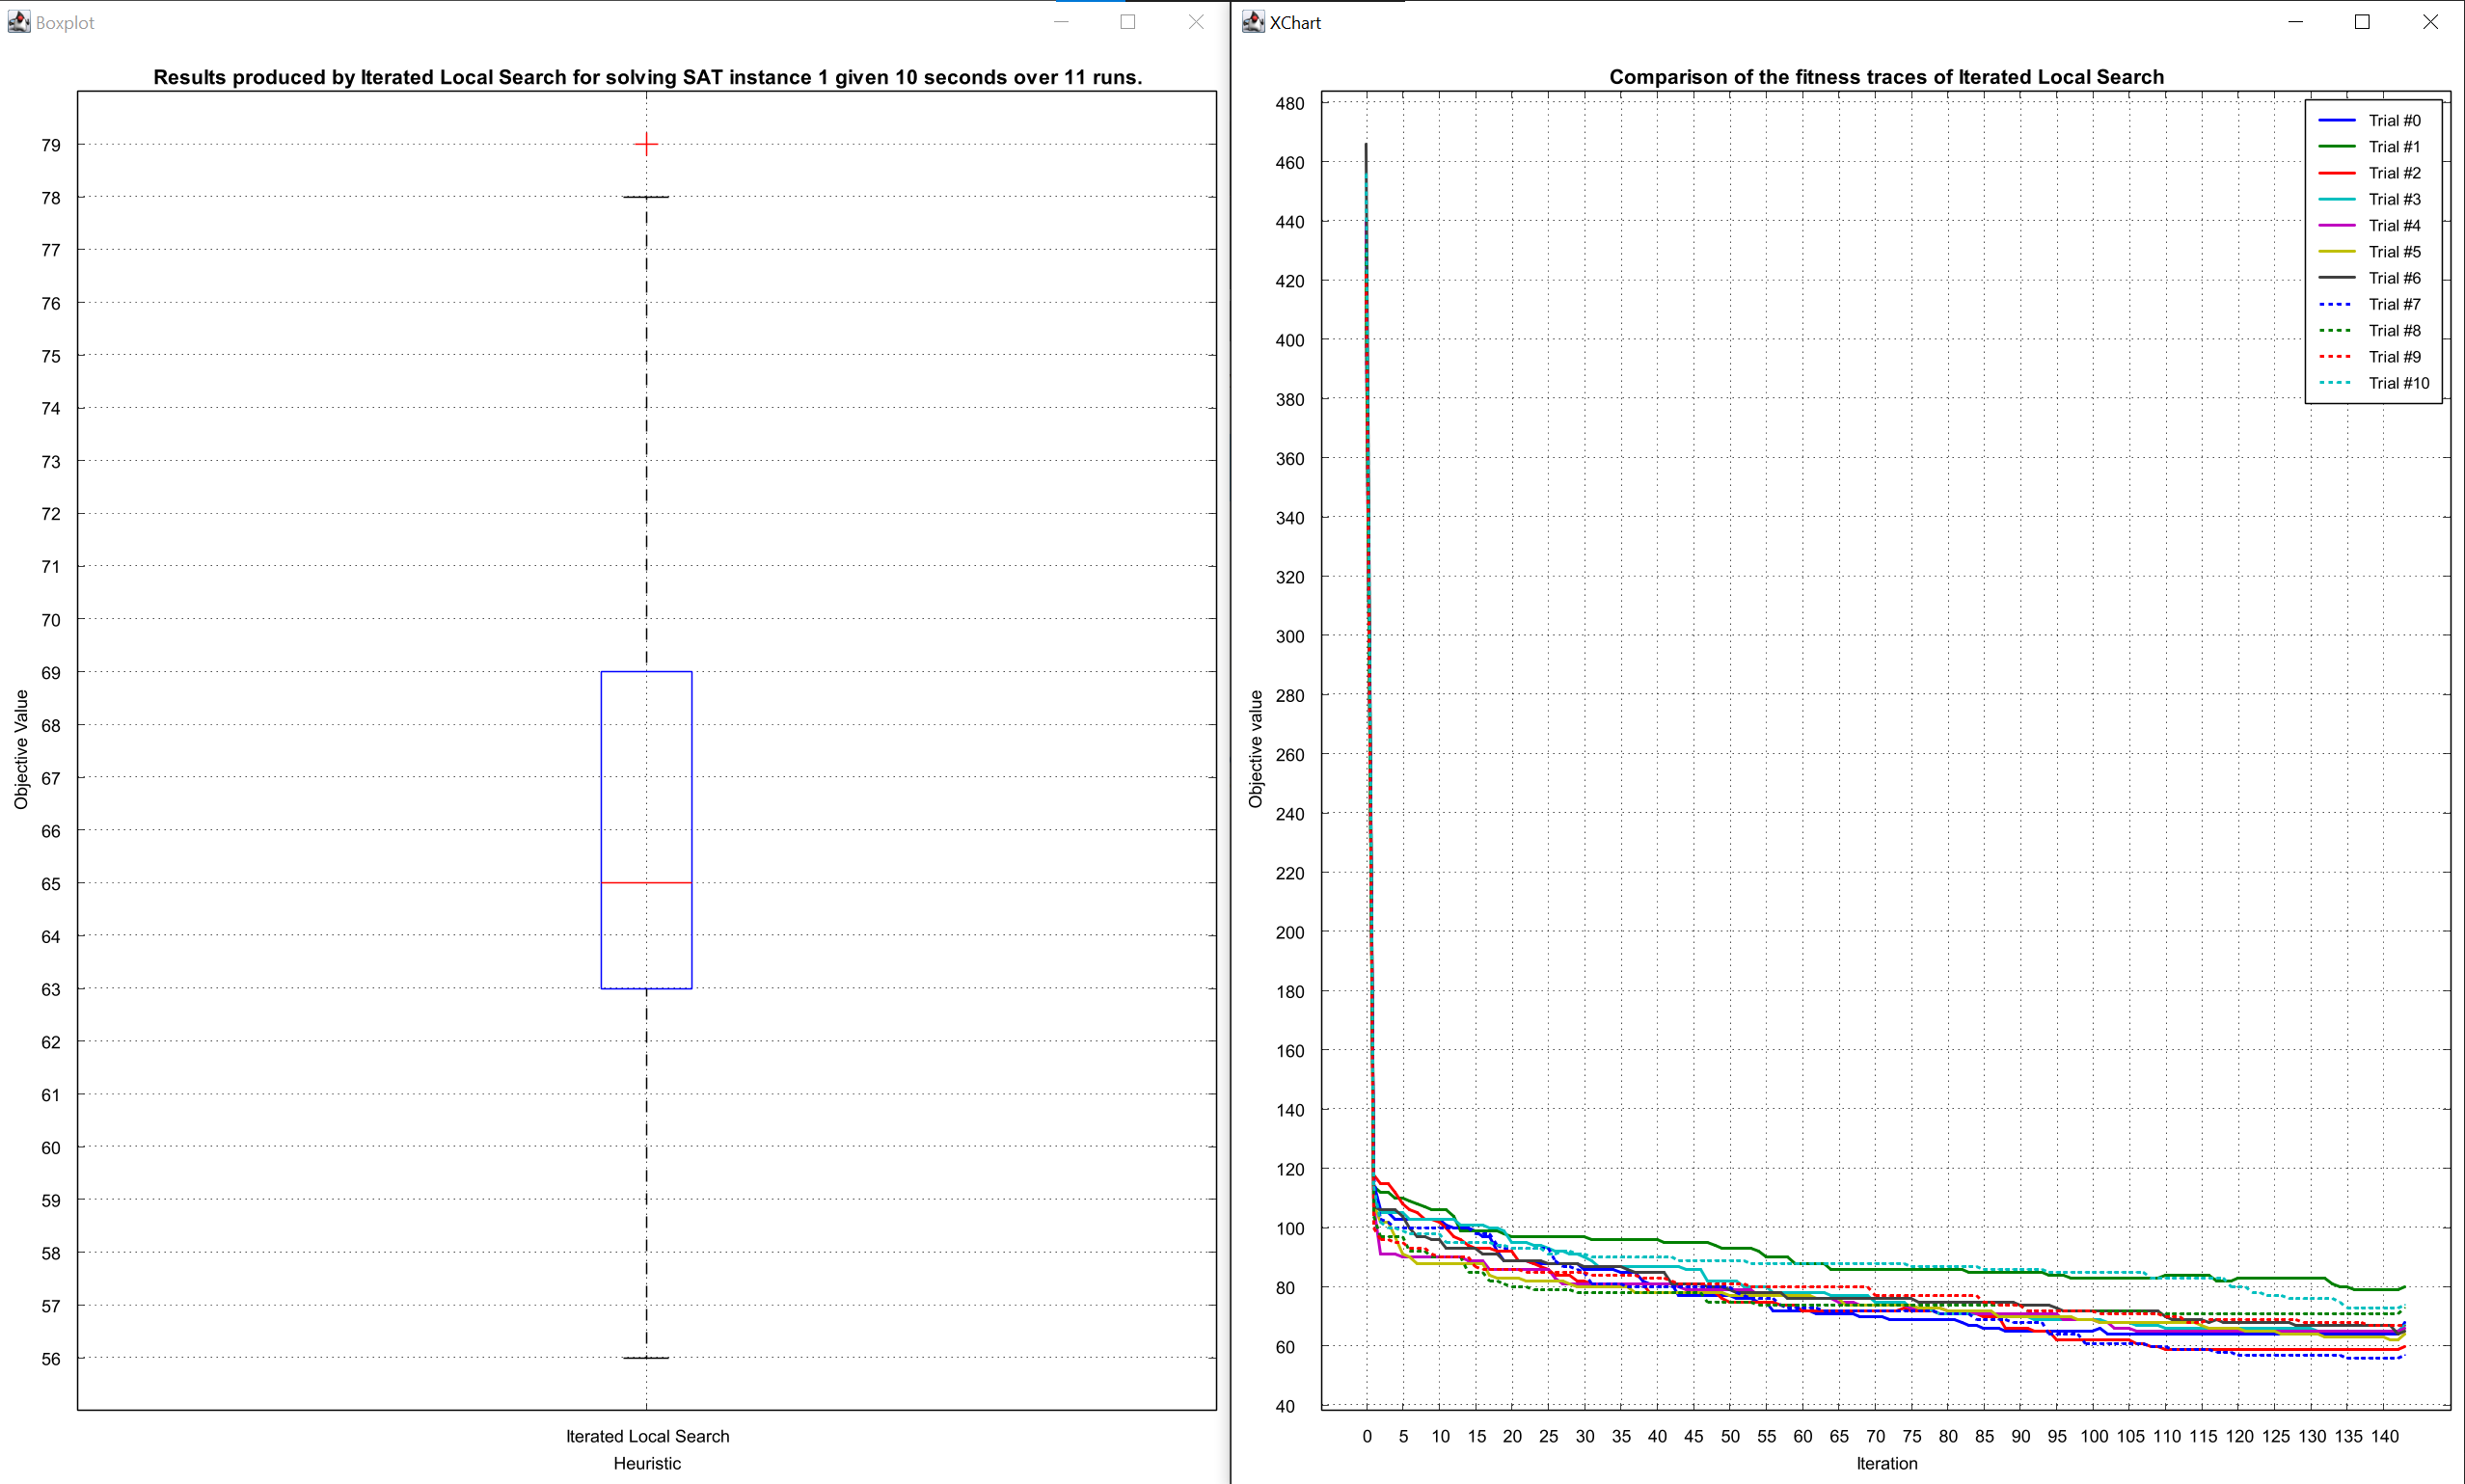 Boxplot
Results produced by Iterated Local Search for solving SAT instance 1 given 10 seconds over 11 runs.
79
78
77
76
75
74
73
72
71
70
69
68
67
66
65
64
63
62
61
60
59
58
57
56
Objective Value
Iterated Local Search
Heuristic
XChart
Comparison of the fitness traces of Iterated Local Search
480
460
440
420
400
380
360
340
320
300
280
260
240
220
200
180
160
140
120
100
80
60
40
Objective value
Trial #0
Trial #1
Trial #2
Trial #3
Trial #4
Trial #5
Trial #6
Trial #7
Trial #8
Trial #9
Trial #10
0 5 10 15 20 25 30 35 40 45 50 55 60 65 70 75 80 85 90 95 100 105 110 115 120 125 130 135 140
Iteration